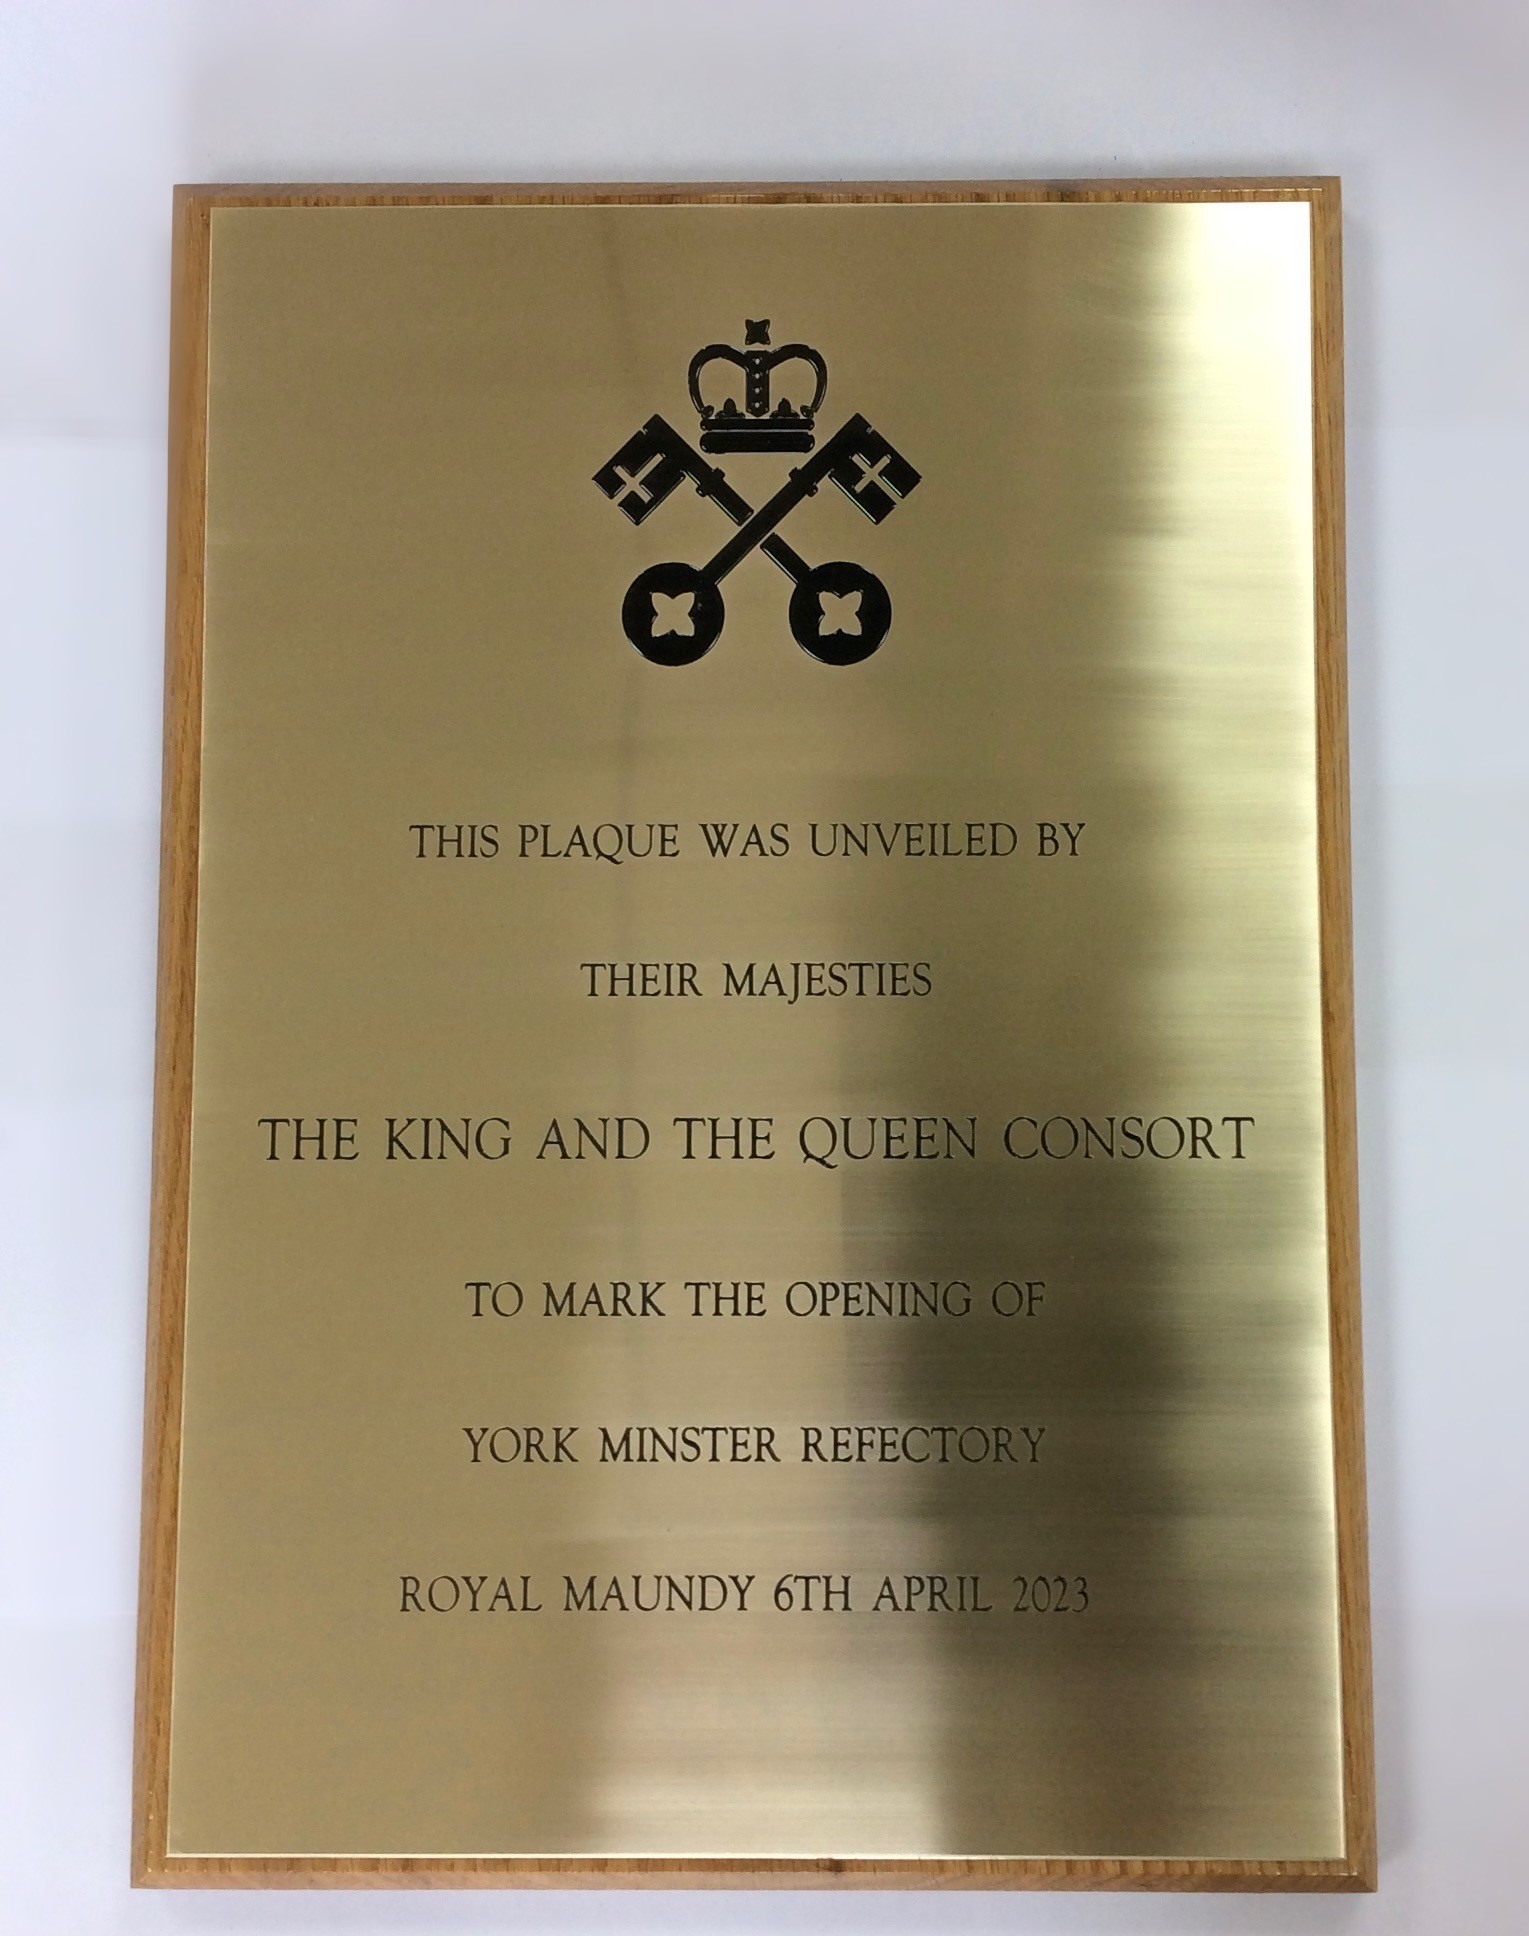 THIS PLAQUE WAS UNVEILED BY
THEIR MAJESTIES
THE KING AND THE QUEEN CONSORT
TO MARK THE OPENING OF
YORK MINSTER REFECTORY
ROYAL MAUNDY 6TH APRIL 2023